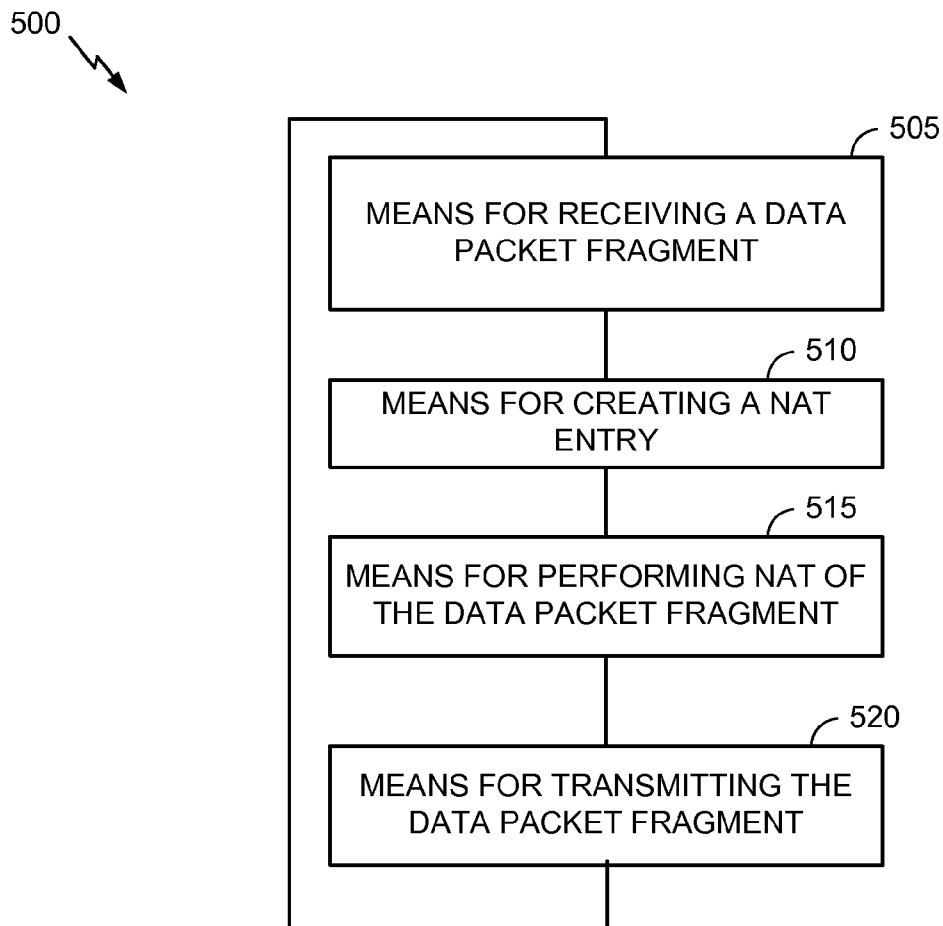 500
505
MEANS FOR RECEIVING A DATA
PACKET FRAGMENT
510
MEANS FOR CREATING A NAT
ENTRY
515
MEANS FOR PERFORMING NAT OF
THE DATA PACKET FRAGMENT
520
MEANS FOR TRANSMITTING THE
DATA PACKET FRAGMENT